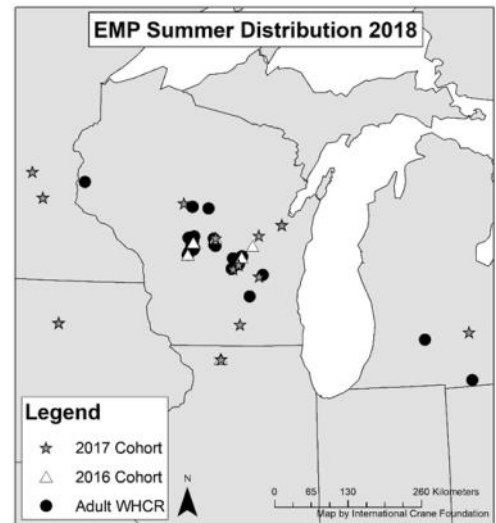 EMP Summer Distribution 2018
Legend
2017 Cohort
2016 Cohort
Adult WHCR
N
0 65 130 260 Kilometers
Map by International Crane Foundation